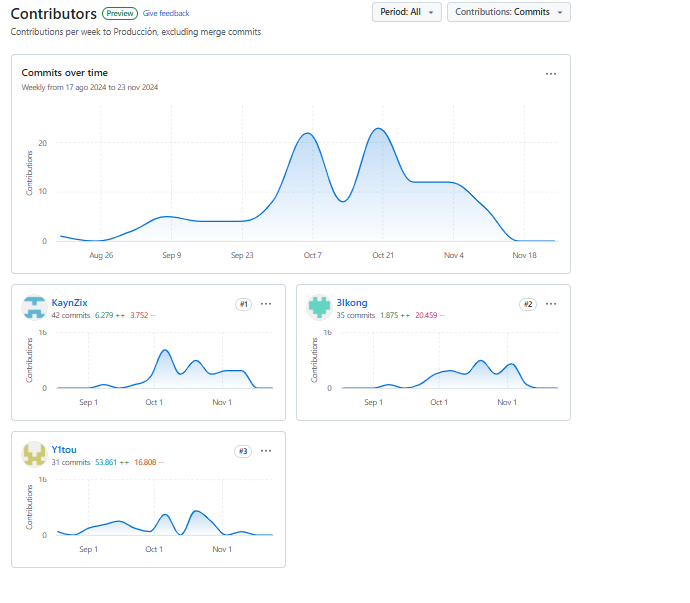 Contributors Preview Give feedback
Period: All
Contributions: Commits
Contributions per week to Producción, excluding merge commits
Commits over time
Weekly from 17 ago 2024 to 23 nov 2024
Contributions
20
10
0
Aug 26 Sep 9 Sep 23 Oct 7 Oct 21 Nov 4 Nov 18
KaynZix #1
42 commits 6.279 ++ 3.752 --
Contributions
16
0
Sep 1 Oct 1 Nov 1
3lkong #2
35 commits 1.875 ++ 20.459 --
Contributions
16
0
Sep 1 Oct 1 Nov 1
Y1tou #3
31 commits 53.861 ++ 16.808 --
Contributions
16
0
Sep 1 Oct 1 Nov 1